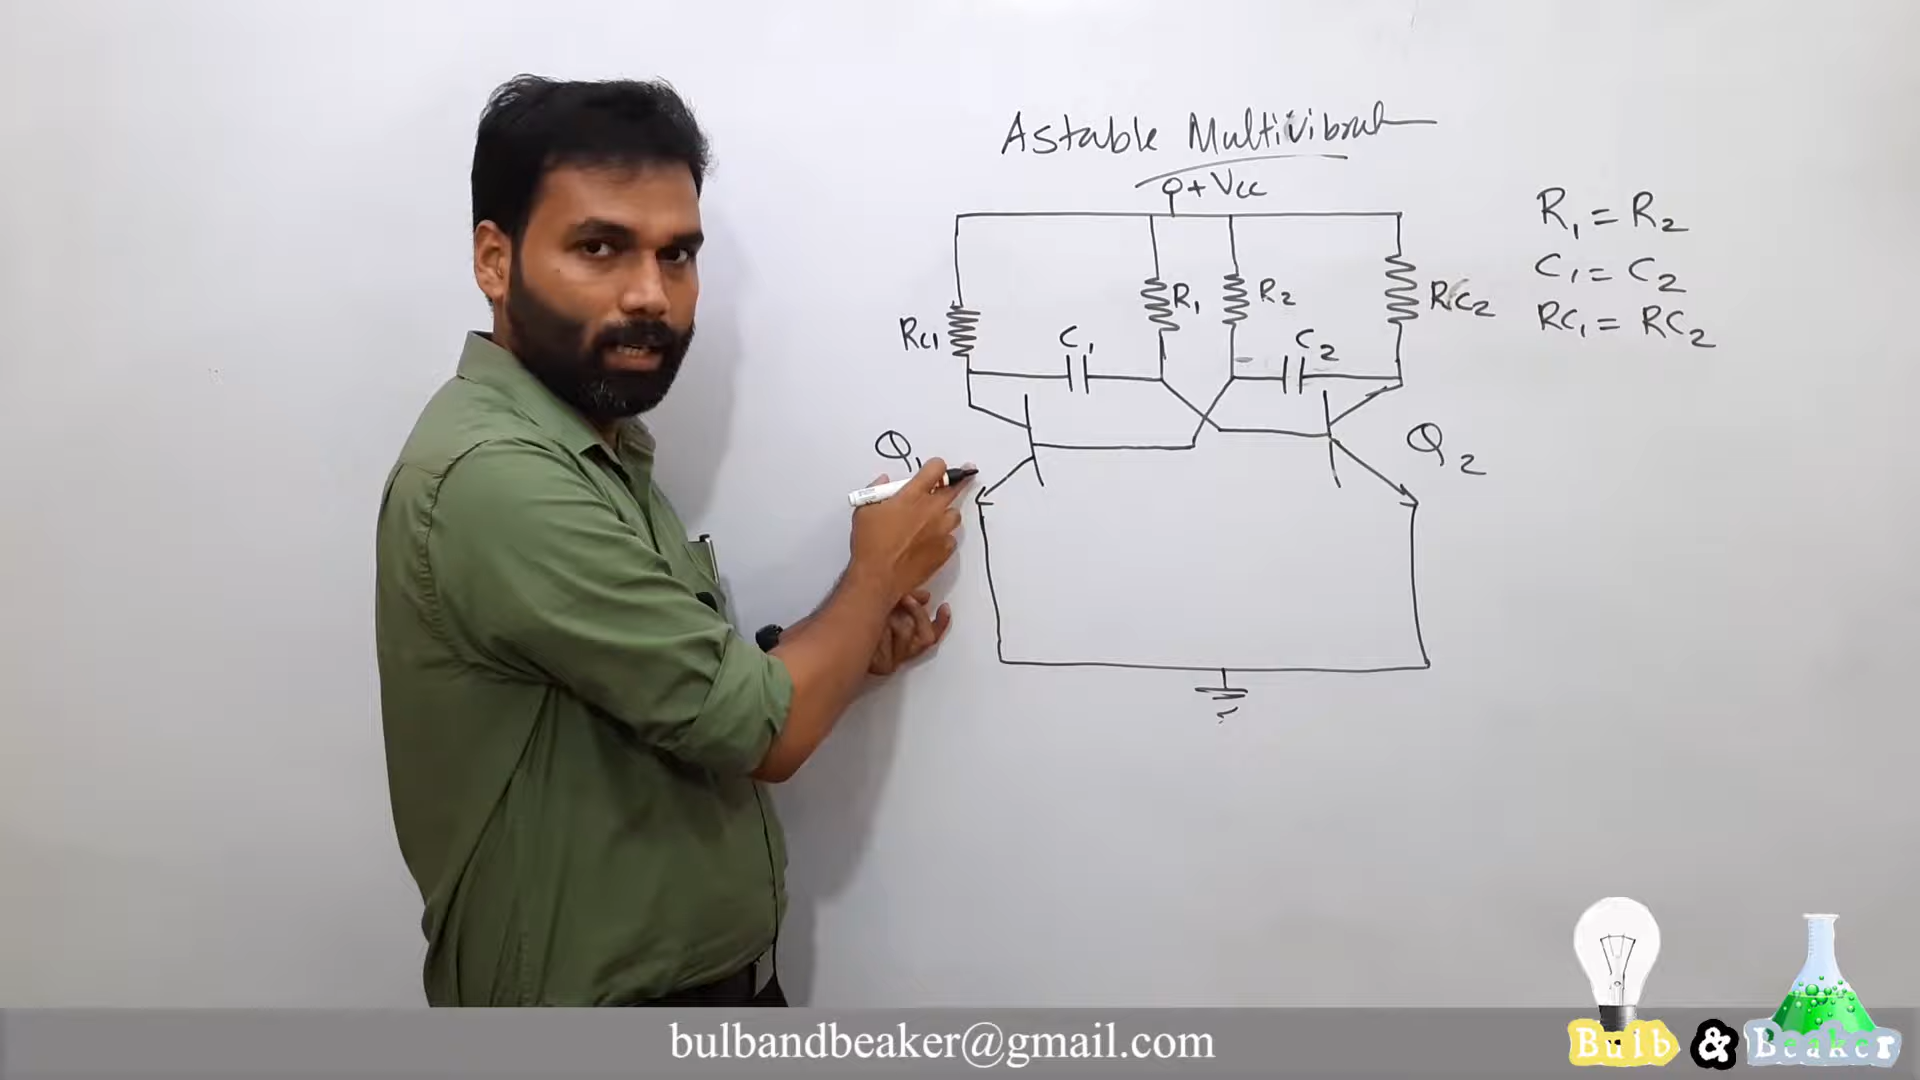 Astable Multivibrat
+Vcc
R₁ = R₂
C₁ = C₂
RC₁ = RC₂
RC1
C1
R1
R2
C2
RC2
Q1
Q2
bulbandbeaker@gmail.com
Bulb & Beaker